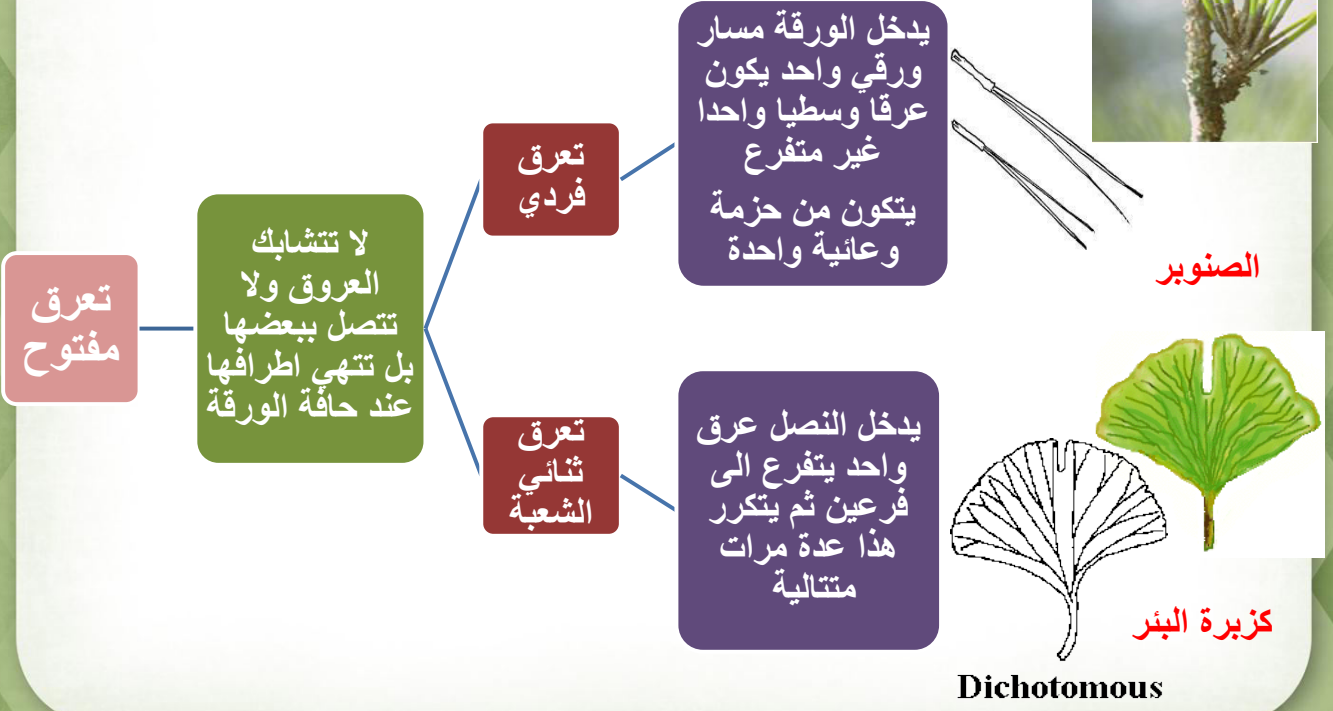 تعرق
مفتوح
لا تتشابك
العروق ولا
تتصل ببعضها
بل تتهي اطرافها
عند حافة الورقة
تعرق
فردي
يدخل الورقة مسار
ورقي واحد يكون
عرقا وسطيا واحدا
غير متفرع
يتكون من حزمة
وعائية واحدة
الصنوبر
تعرق
ثنائي
الشعبة
يدخل النصل عرق
واحد يتفرع الى
فرعين ثم يتكرر
هذا عدة مرات
متتالية
كزبرة البئر
Dichotomous